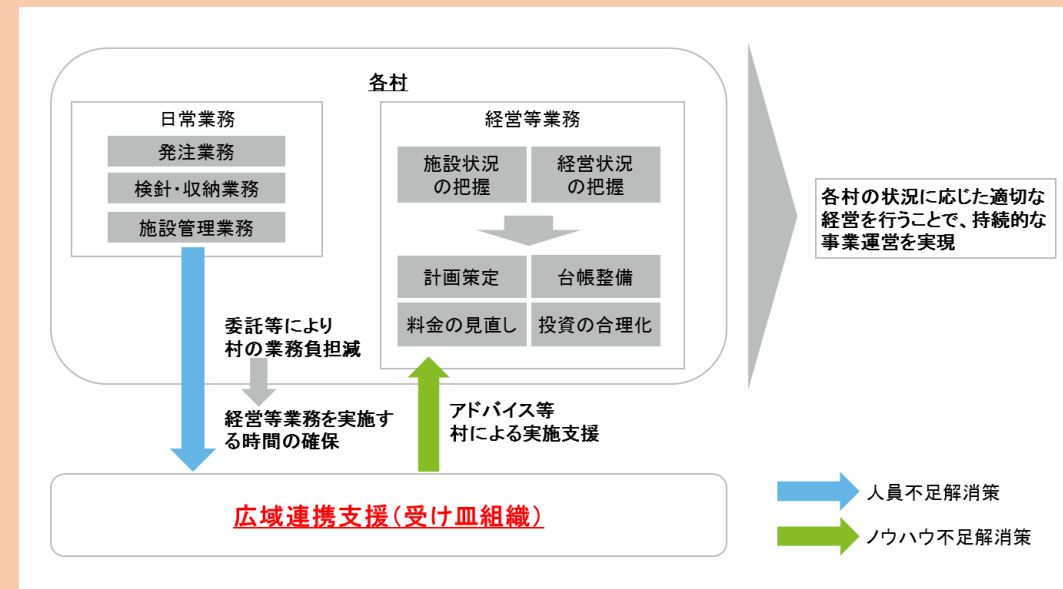 各村
日常業務
発注業務
検針・収納業務
施設管理業務
経営等業務
施設状況
の把握
経営状況
の把握
計画策定
台帳整備
料金の見直し
投資の合理化
委託等により
村の業務負担減
経営等業務を実施す
る時間の確保
アドバイス等
村による実施支援
広域連携支援(受け皿組織)
各村の状況に応じた適切な
経営を行うことで、持続的な
事業運営を実現
人員不足解消策
ノウハウ不足解消策